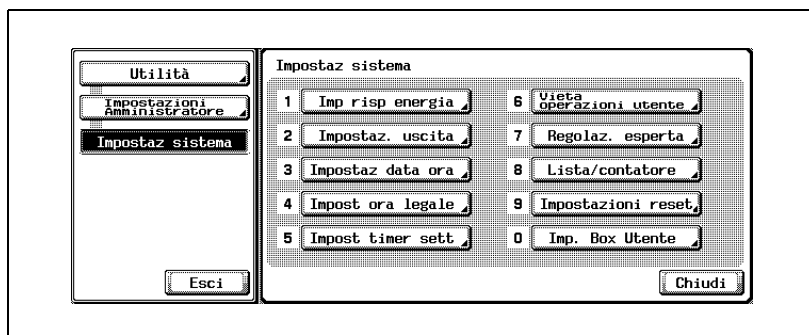 Utilità
Impostazioni
Amministratore
Impostaz sistema
Esci
Impostaz sistema
1 Imp risp energia
2 Impostaz. uscita
3 Impostaz data ora
4 Impost ora legale
5 Impost timer sett
6 Vieta
operazioni utente
7 Regolaz. esperta
8 Lista/contatore
9 Impostazioni reset
0 Imp. Box Utente
Chiudi